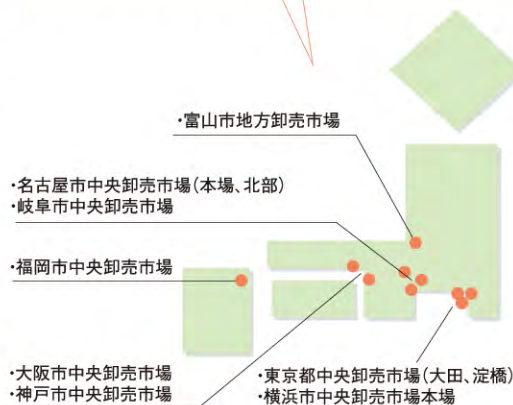 ・富山市地方卸売市場
・名古屋市中央卸売市場(本場、北部)
・岐阜市中央卸売市場
・福岡市中央卸売市場
・大阪市中央卸売市場
・神戸市中央卸売市場
・東京都中央卸売市場(大田、淀橋)
・横浜市中央卸売市場本場